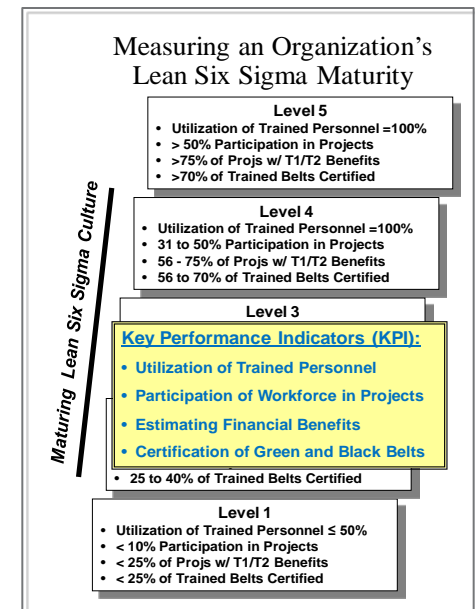 Measuring an Organization's
Lean Six Sigma Maturity
Level 5
• Utilization of Trained Personnel =100%
• > 50% Participation in Projects
• >75% of Projs w/ T1/T2 Benefits
• >70% of Trained Belts Certified
Level 4
• Utilization of Trained Personnel =100%
• 31 to 50% Participation in Projects
• 56 - 75% of Projs w/ T1/T2 Benefits
• 56 to 70% of Trained Belts Certified
Maturing Lean Six Sigma Culture
Level 3
Key Performance Indicators (KPI):
• Utilization of Trained Personnel
• Participation of Workforce in Projects
• Estimating Financial Benefits
• Certification of Green and Black Belts
• 25 to 40% of Trained Belts Certified
Level 1
• Utilization of Trained Personnel ≤ 50%
• < 10% Participation in Projects
• < 25% of Projs w/ T1/T2 Benefits
• < 25% of Trained Belts Certified